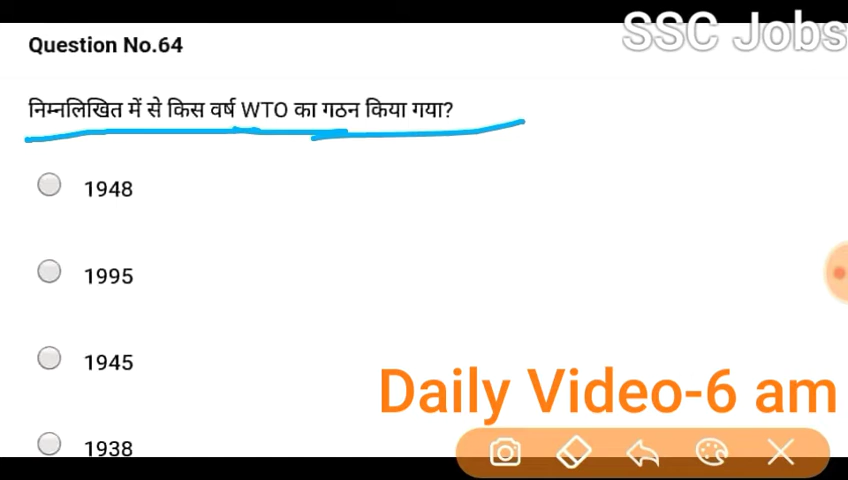 SSC Jobs
Question No.64
निम्नलिखित में से किस वर्ष WTO का गठन किया गया?
1948
1995
1945
1938
Daily Video-6 am